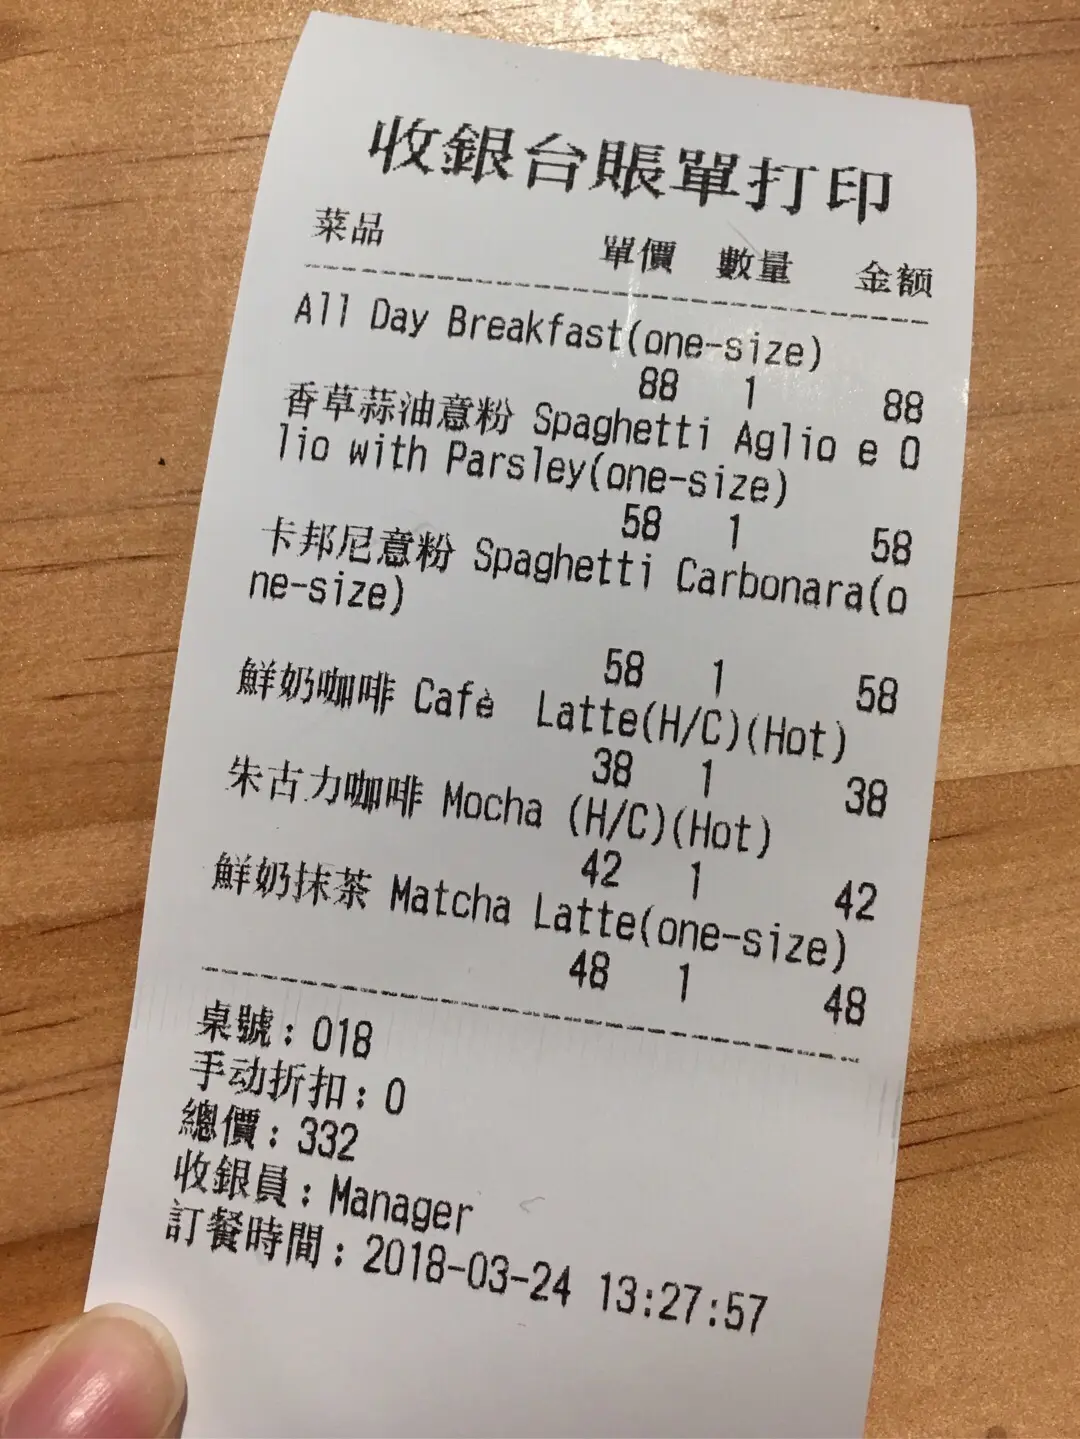 收銀台賬單打印
菜品 單價 數量 金额
All Day Breakfast(one-size)
88 1 88
香草蒜油意粉 Spaghetti Aglio e O
lio with Parsley(one-size)
58 1 58
卡邦尼意粉 Spaghetti Carbonara(o
ne-size)
58 1 58
鮮奶咖啡 Cafè Latte(H/C)(Hot)
38 1 38
朱古力咖啡 Mocha (H/C)(Hot)
42 1 42
鮮奶抹茶 Matcha Latte(one-size)
48 1 48
桌號：018
手动折扣：0
總價：332
收銀員：Manager
訂餐時間：2018-03-24 13:27:57